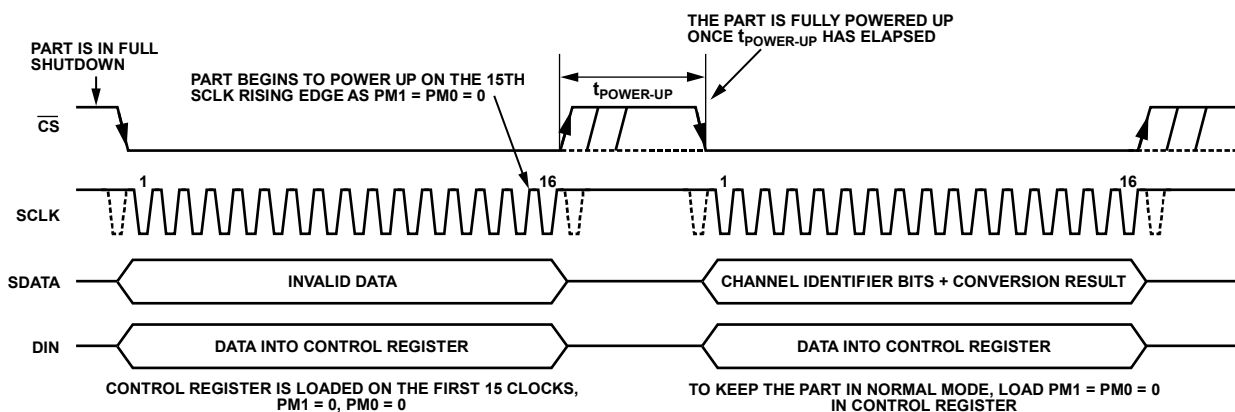 PART IS IN FULL
SHUTDOWN
PART BEGINS TO POWER UP ON THE 15TH
SCLK RISING EDGE AS PM1 = PM0 = 0
THE PART IS FULLY POWERED UP
ONCE tPOWER-UP HAS ELAPSED
tPOWER-UP
CS
1
16
1
16
SCLK
SDATA
INVALID DATA
CHANNEL IDENTIFIER BITS + CONVERSION RESULT
DIN
DATA INTO CONTROL REGISTER
DATA INTO CONTROL REGISTER
CONTROL REGISTER IS LOADED ON THE FIRST 15 CLOCKS,
PM1 = 0, PM0 = 0
TO KEEP THE PART IN NORMAL MODE, LOAD PM1 = PM0 = 0
IN CONTROL REGISTER